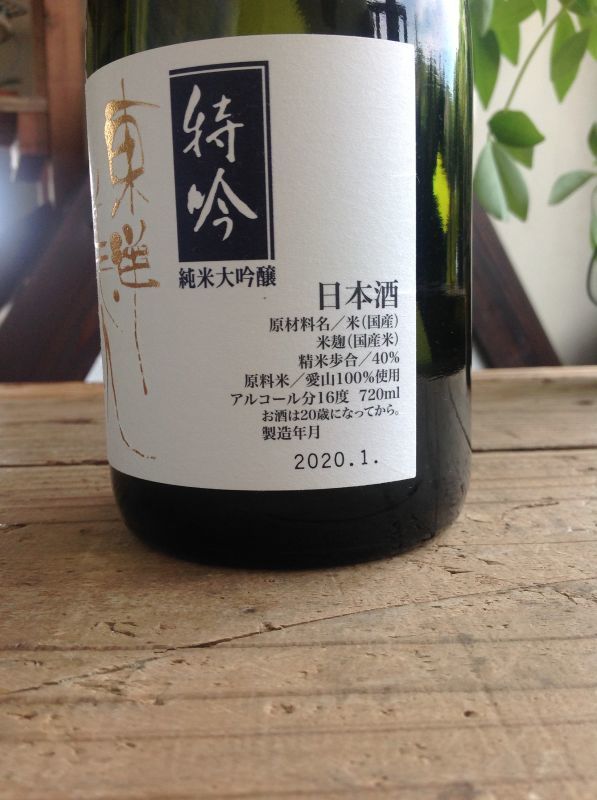 特吟
純米大吟醸
日本酒
原材料名／米(国産)
米麹(国産米)
精米歩合／40%
原料米／愛山100%使用
アルコール分16度 720ml
お酒は20歳になってから。
製造年月
2020.1.